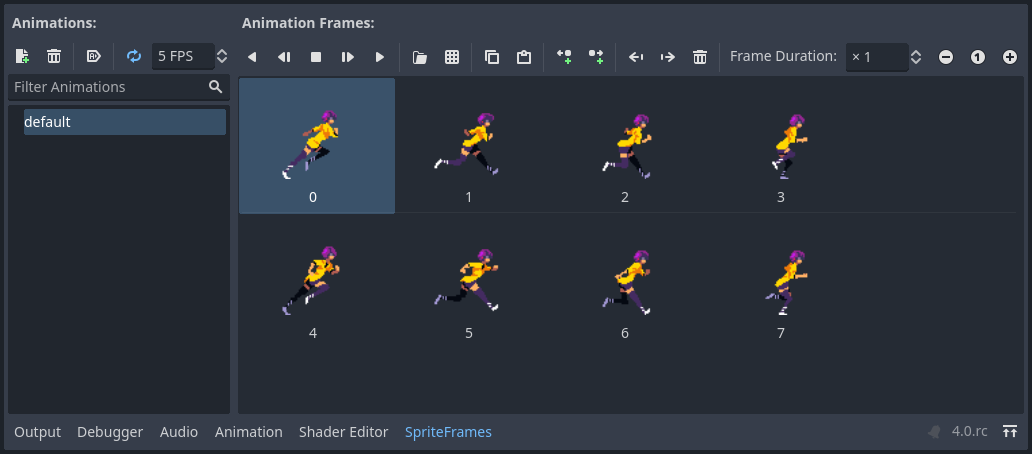 Animations:
Animation Frames:
5 FPS
Frame Duration:
× 1
1
Filter Animations
default
0
1
2
3
4
5
6
7
Output
Debugger
Audio
Animation
Shader Editor
SpriteFrames
4.0.rc